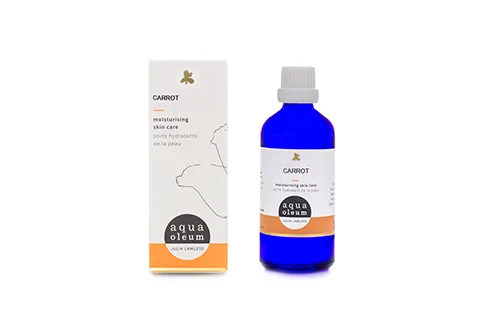 CARROT
moisturising
skin care
soins hydratants
de la peau
aqua
oleum
JULIA LAWLESS
CARROT
moisturising skin care
soins hydratant de la peau
aqua
oleum
JULIA LAWLESS